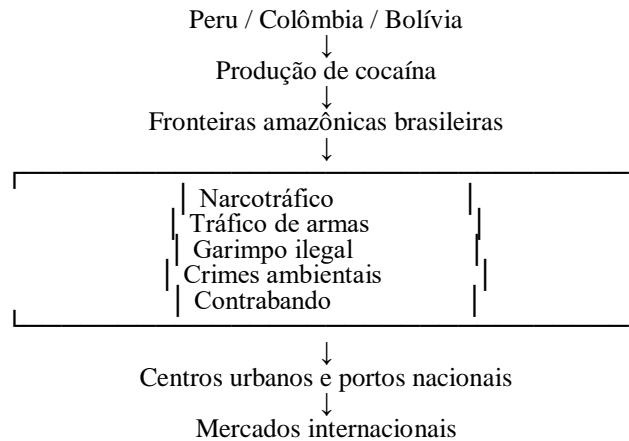 Peru / Colômbia / Bolívia
↓
Produção de cocaína
↓
Fronteiras amazônicas brasileiras
↓
Narcotráfico
Tráfico de armas
Garimpo ilegal
Crimes ambientais
Contrabando
↓
Centros urbanos e portos nacionais
↓
Mercados internacionais